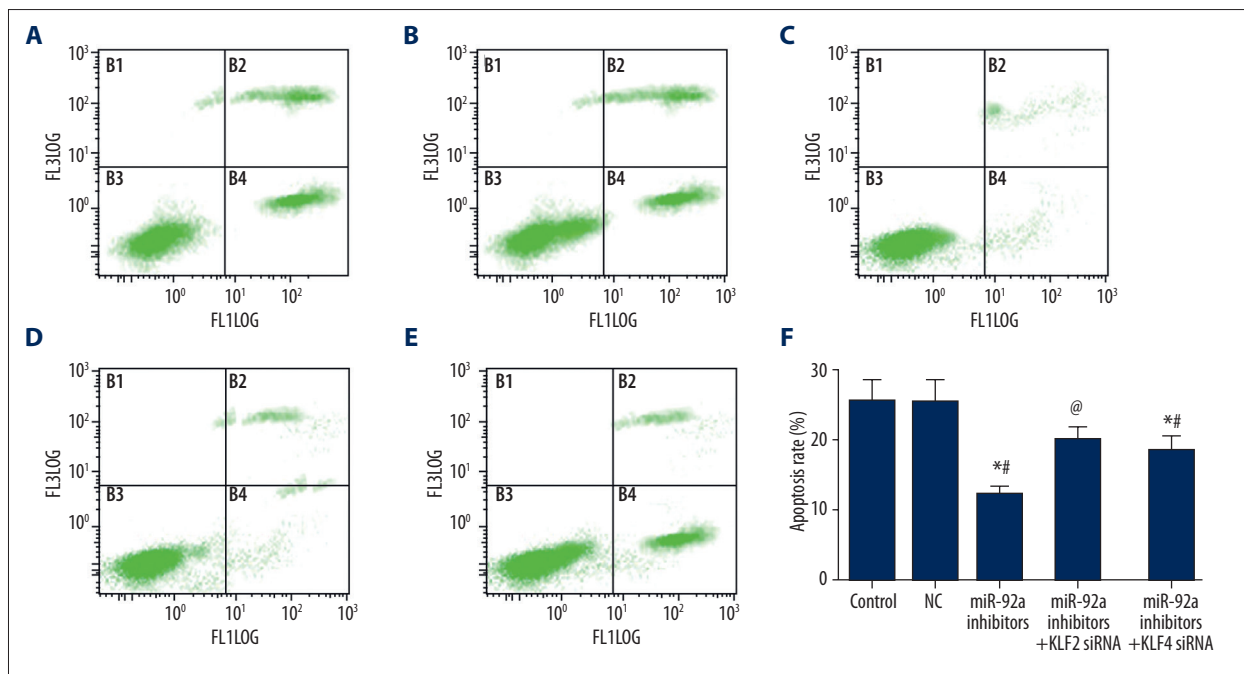 A
B1
B2
B3
B4
FL3LOG
10³
10²
10¹
10⁰
10⁰
10¹
10²
FL1LOG
B
B1
B2
B3
B4
FL3LOG
10³
10²
10¹
10⁰
10⁰
10¹
10²
10³
FL1LOG
C
B1
B2
B3
B4
FL3LOG
10³
10²
10¹
10⁰
10⁰
10¹
10²
10³
FL1LOG
D
B1
B2
B3
B4
FL3LOG
10³
10²
10¹
10⁰
10⁰
10¹
10²
10³
FL1LOG
E
B1
B2
B3
B4
FL3LOG
10³
10²
10¹
10⁰
10⁰
10¹
10²
10³
FL1LOG
F
Apoptosis rate (%)
30
20
10
0
*#
@
*#
Control
NC
miR-92a
inhibitors
miR-92a
inhibitors
+KLF2 siRNA
miR-92a
inhibitors
+KLF4 siRNA